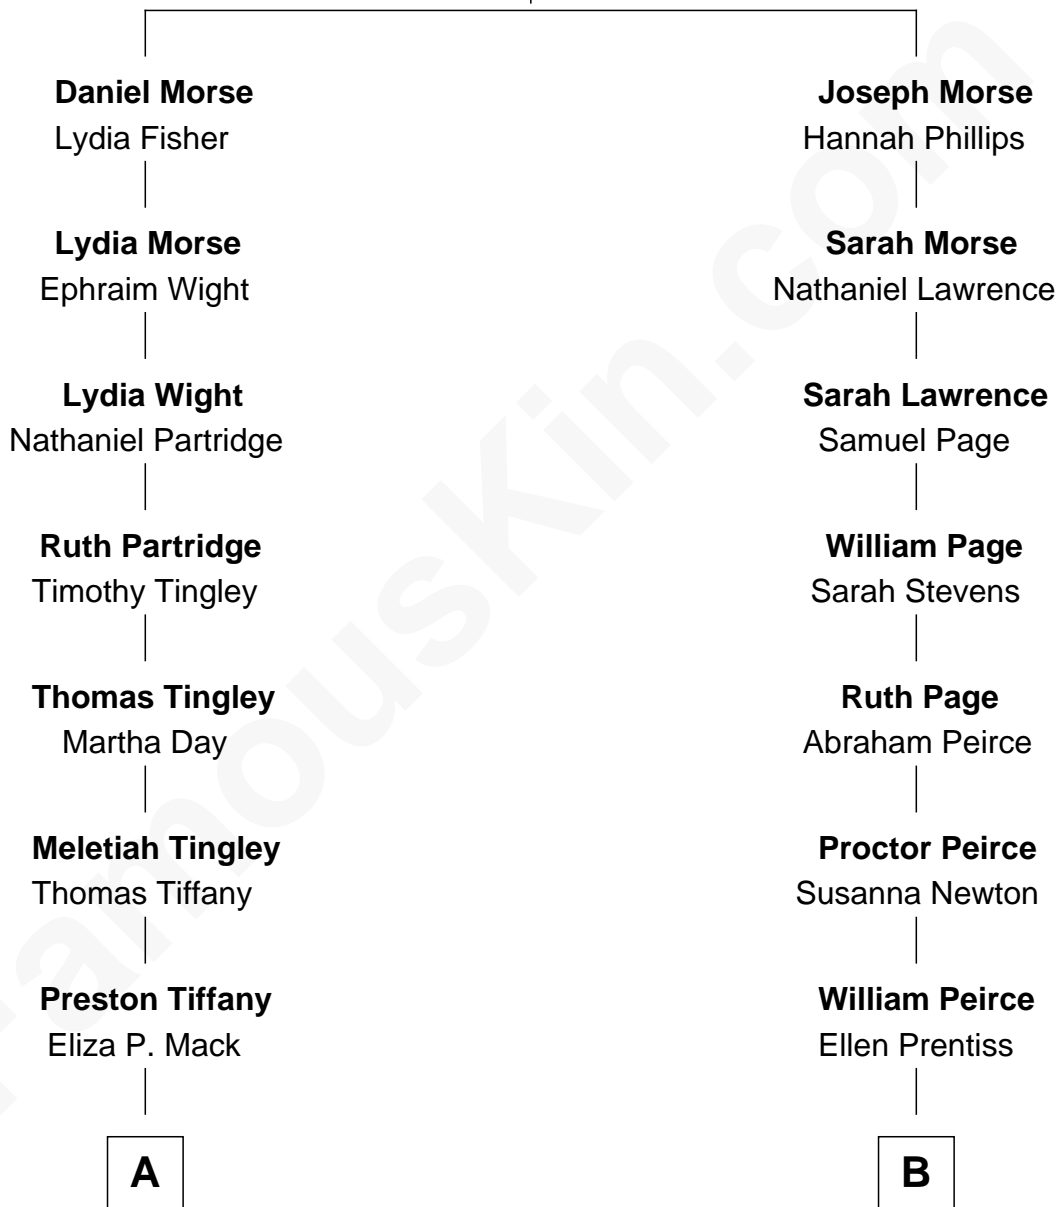 Daniel Morse
Lydia Fisher
Lydia Morse
Ephraim Wight
Lydia Wight
Nathaniel Partridge
Ruth Partridge
Timothy Tingley
Thomas Tingley
Martha Day
Meletiah Tingley
Thomas Tiffany
Preston Tiffany
Eliza P. Mack
A
Joseph Morse
Hannah Phillips
Sarah Morse
Nathaniel Lawrence
Sarah Lawrence
Samuel Page
William Page
Sarah Stevens
Ruth Page
Abraham Peirce
Proctor Peirce
Susanna Newton
William Peirce
Ellen Prentiss
B
FamousKin.com